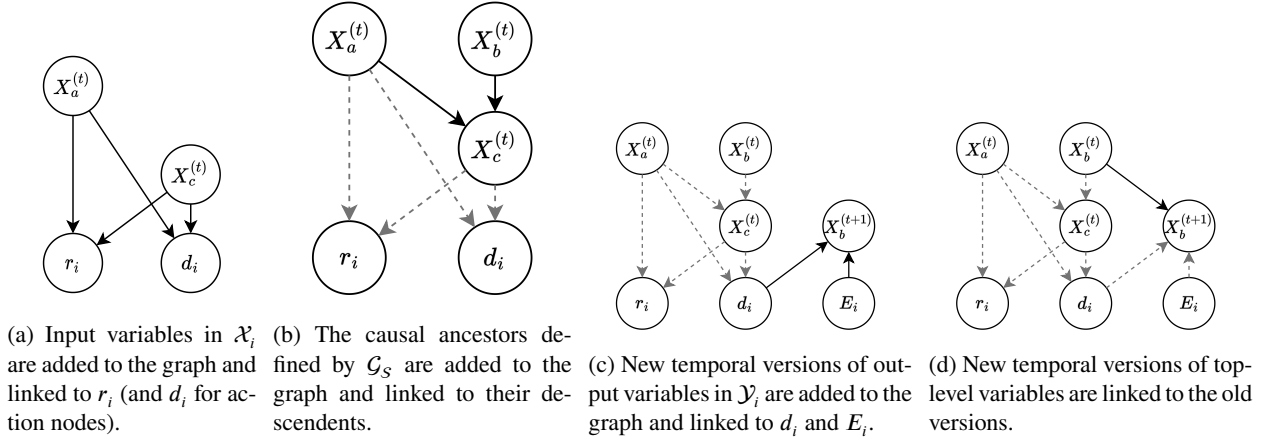 X_a^(t)
X_c^(t)
r_i
d_i
(a) Input variables in 𝒳_i
are added to the graph and
linked to r_i (and d_i for ac-
tion nodes).
X_a^(t)
X_b^(t)
X_c^(t)
r_i
d_i
(b) The causal ancestors de-
fined by 𝒢_𝒮 are added to the
graph and linked to their de-
scendents.
X_a^(t)
X_b^(t)
X_c^(t)
X_b^(t+1)
r_i
d_i
E_i
(c) New temporal versions of out-
put variables in 𝒴_i are added to the
graph and linked to d_i and E_i.
X_a^(t)
X_b^(t)
X_c^(t)
X_b^(t+1)
r_i
d_i
E_i
(d) New temporal versions of top-
level variables are linked to the old
versions.